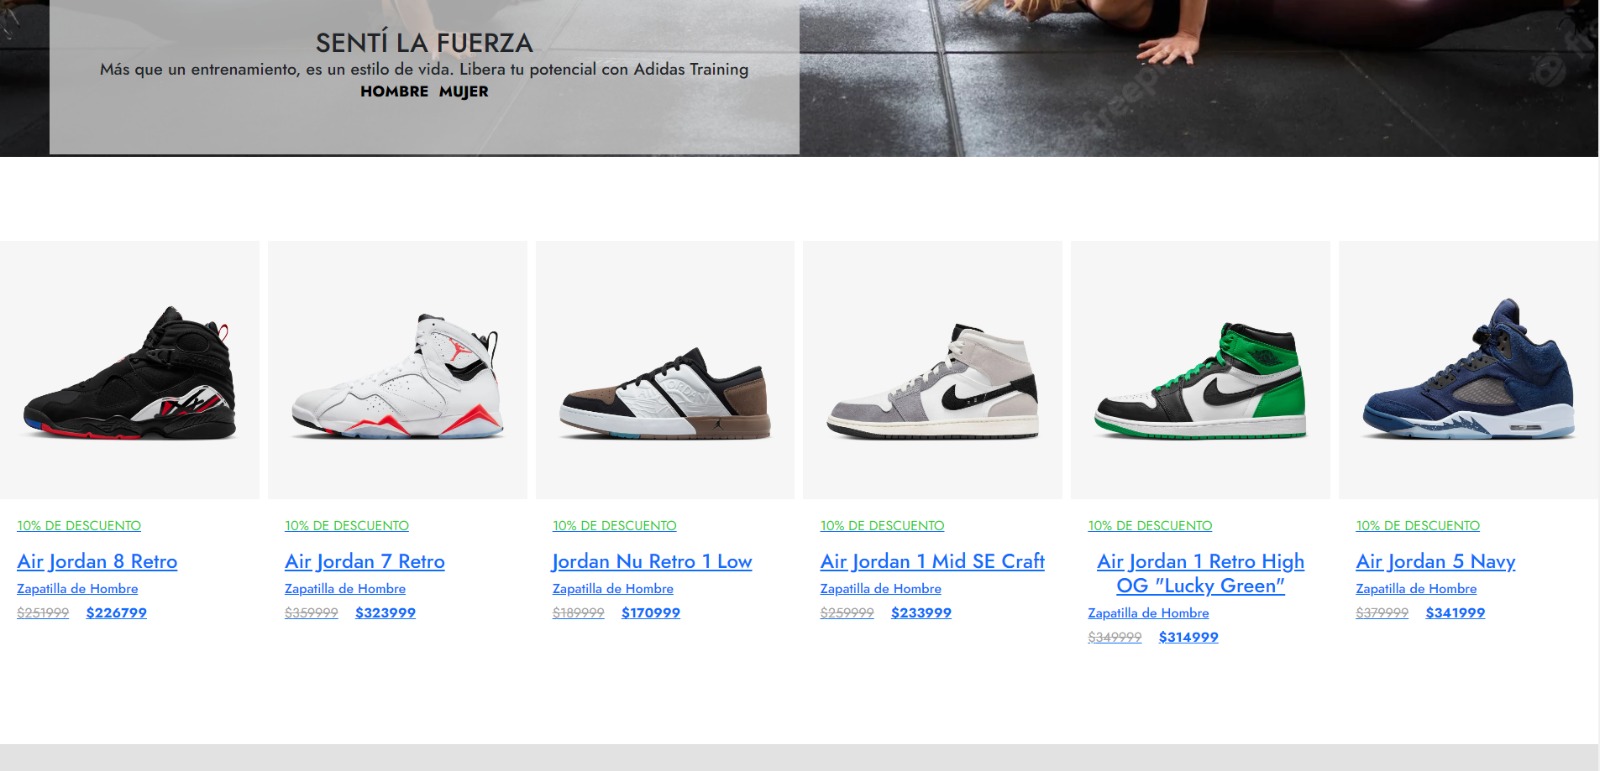 SENTÍ LA FUERZA
Más que un entrenamiento, es un estilo de vida. Libera tu potencial con Adidas Training
HOMBRE MUJER
10% DE DESCUENTO
Air Jordan 8 Retro
Zapatilla de Hombre
$251999 $226799
10% DE DESCUENTO
Air Jordan 7 Retro
Zapatilla de Hombre
$359999 $323999
10% DE DESCUENTO
Jordan Nu Retro 1 Low
Zapatilla de Hombre
$189999 $170999
10% DE DESCUENTO
Air Jordan 1 Mid SE Craft
Zapatilla de Hombre
$259999 $233999
10% DE DESCUENTO
Air Jordan 1 Retro High
OG "Lucky Green"
Zapatilla de Hombre
$349999 $314999
10% DE DESCUENTO
Air Jordan 5 Navy
Zapatilla de Hombre
$379999 $341999